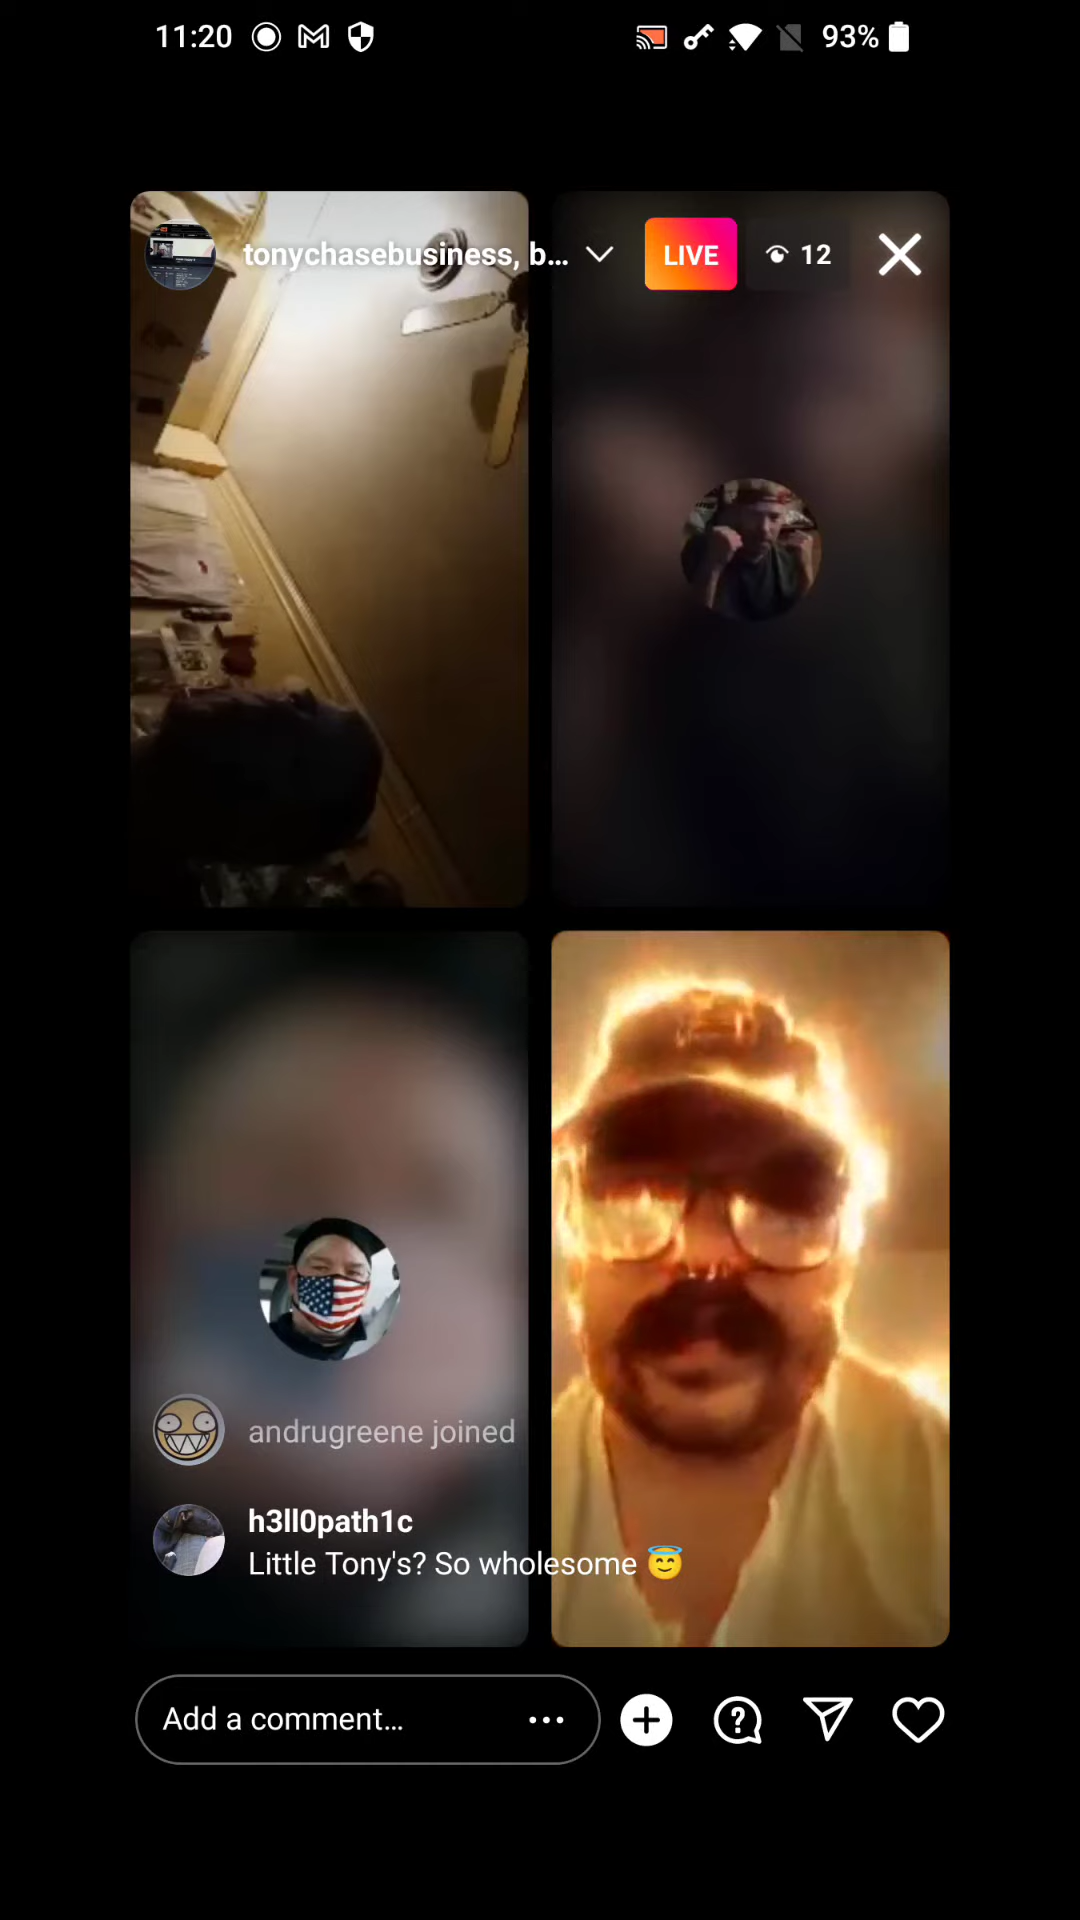 11:20
93%
tonychasebusiness, b...
LIVE
12
andrugreene joined
h3ll0path1c
Little Tony's? So wholesome 😇
Add a comment...